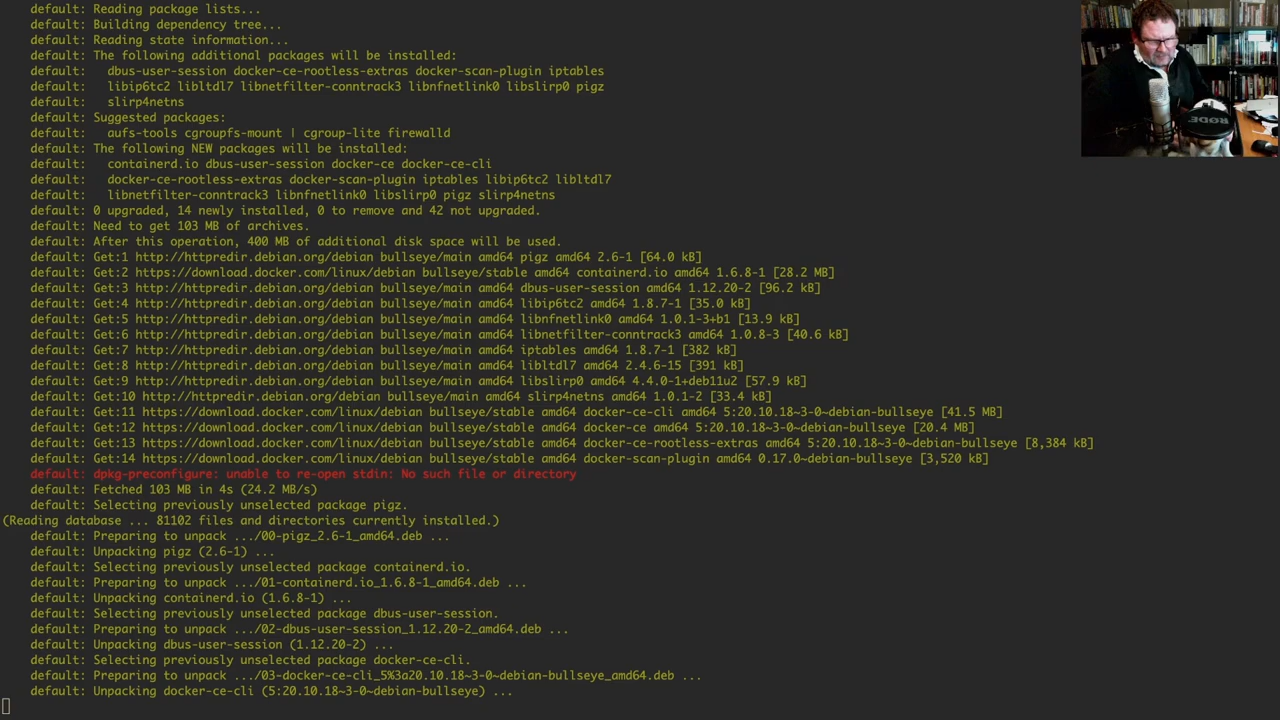 default: Reading package lists...
default: Building dependency tree...
default: Reading state information...
default: The following additional packages will be installed:
default:   dbus-user-session docker-ce-rootless-extras docker-scan-plugin iptables
default:   libip6tc2 libltdl7 libnetfilter-conntrack3 libnfnetlink0 libslirp0 pigz
default:   slirp4netns
default: Suggested packages:
default:   aufs-tools cgroupfs-mount | cgroup-lite firewalld
default: The following NEW packages will be installed:
default:   containerd.io dbus-user-session docker-ce docker-ce-cli
default:   docker-ce-rootless-extras docker-scan-plugin iptables libip6tc2 libltdl7
default:   libnetfilter-conntrack3 libnfnetlink0 libslirp0 pigz slirp4netns
default: 0 upgraded, 14 newly installed, 0 to remove and 42 not upgraded.
default: Need to get 103 MB of archives.
default: After this operation, 400 MB of additional disk space will be used.
default: Get:1 http://httpredir.debian.org/debian bullseye/main amd64 pigz amd64 2.6-1 [64.0 kB]
default: Get:2 https://download.docker.com/linux/debian bullseye/stable amd64 containerd.io amd64 1.6.8-1 [28.2 MB]
default: Get:3 http://httpredir.debian.org/debian bullseye/main amd64 dbus-user-session amd64 1.12.20-2 [96.2 kB]
default: Get:4 http://httpredir.debian.org/debian bullseye/main amd64 libip6tc2 amd64 1.8.7-1 [35.0 kB]
default: Get:5 http://httpredir.debian.org/debian bullseye/main amd64 libnfnetlink0 amd64 1.0.1-3+b1 [13.9 kB]
default: Get:6 http://httpredir.debian.org/debian bullseye/main amd64 libnetfilter-conntrack3 amd64 1.0.8-3 [40.6 kB]
default: Get:7 http://httpredir.debian.org/debian bullseye/main amd64 iptables amd64 1.8.7-1 [382 kB]
default: Get:8 http://httpredir.debian.org/debian bullseye/main amd64 libltdl7 amd64 2.4.6-15 [391 kB]
default: Get:9 http://httpredir.debian.org/debian bullseye/main amd64 libslirp0 amd64 4.4.0-1+deb11u2 [57.9 kB]
default: Get:10 http://httpredir.debian.org/debian bullseye/main amd64 slirp4netns amd64 1.0.1-2 [33.4 kB]
default: Get:11 https://download.docker.com/linux/debian bullseye/stable amd64 docker-ce-cli amd64 5:20.10.18~3-0~debian-bullseye [41.5 MB]
default: Get:12 https://download.docker.com/linux/debian bullseye/stable amd64 docker-ce amd64 5:20.10.18~3-0~debian-bullseye [20.4 MB]
default: Get:13 https://download.docker.com/linux/debian bullseye/stable amd64 docker-ce-rootless-extras amd64 5:20.10.18~3-0~debian-bullseye [8,384 kB]
default: Get:14 https://download.docker.com/linux/debian bullseye/stable amd64 docker-scan-plugin amd64 0.17.0~debian-bullseye [3,520 kB]
default: dpkg-preconfigure: unable to re-open stdin: No such file or directory
default: Fetched 103 MB in 4s (24.2 MB/s)
default: Selecting previously unselected package pigz.
(Reading database ... 81102 files and directories currently installed.)
default: Preparing to unpack .../00-pigz_2.6-1_amd64.deb ...
default: Unpacking pigz (2.6-1) ...
default: Selecting previously unselected package containerd.io.
default: Preparing to unpack .../01-containerd.io_1.6.8-1_amd64.deb ...
default: Unpacking containerd.io (1.6.8-1) ...
default: Selecting previously unselected package dbus-user-session.
default: Preparing to unpack .../02-dbus-user-session_1.12.20-2_amd64.deb ...
default: Unpacking dbus-user-session (1.12.20-2) ...
default: Selecting previously unselected package docker-ce-cli.
default: Preparing to unpack .../03-docker-ce-cli_5%3a20.10.18~3-0~debian-bullseye_amd64.deb ...
default: Unpacking docker-ce-cli (5:20.10.18~3-0~debian-bullseye) ...
RØDE